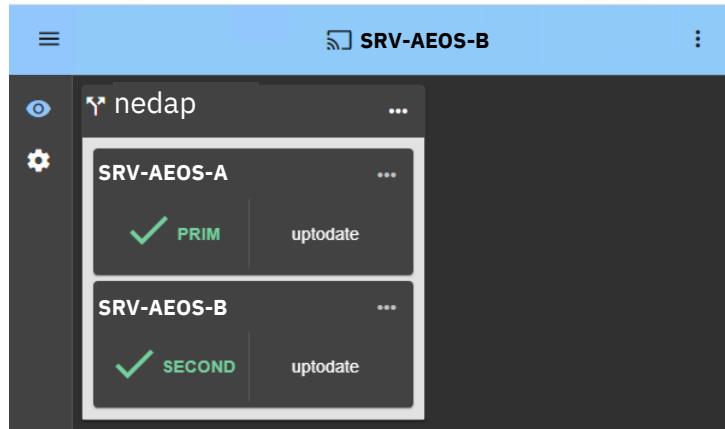 SRV-AEOS-B
nedap
SRV-AEOS-A
PRIM uptodate
SRV-AEOS-B
SECOND uptodate